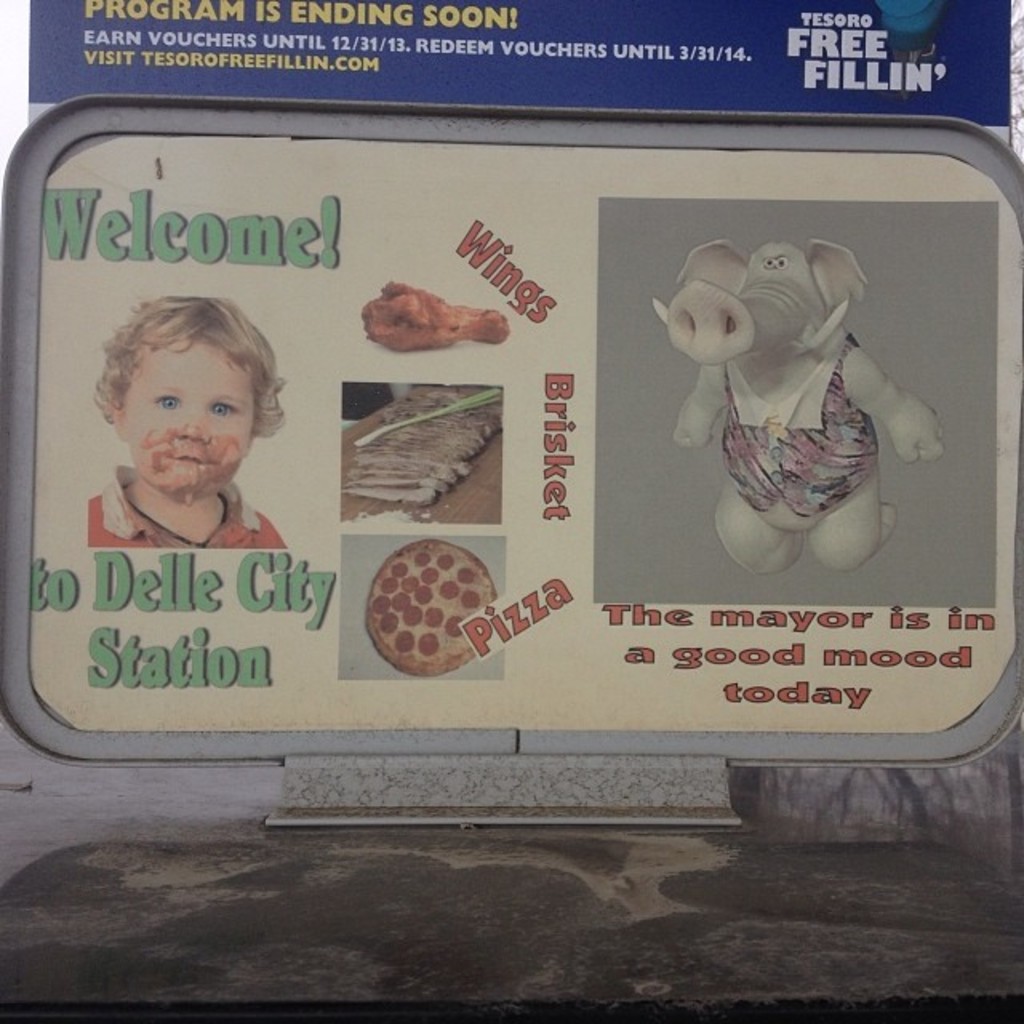 PROGRAM IS ENDING SOON!
EARN VOUCHERS UNTIL 12/31/13. REDEEM VOUCHERS UNTIL 3/31/14.
VISIT TESOROFREEFILLIN.COM
TESORO
FREE
FILLIN'
Welcome!
to Delle City
Station
Wings
Brisket
Pizza
The mayor is in
a good mood
today